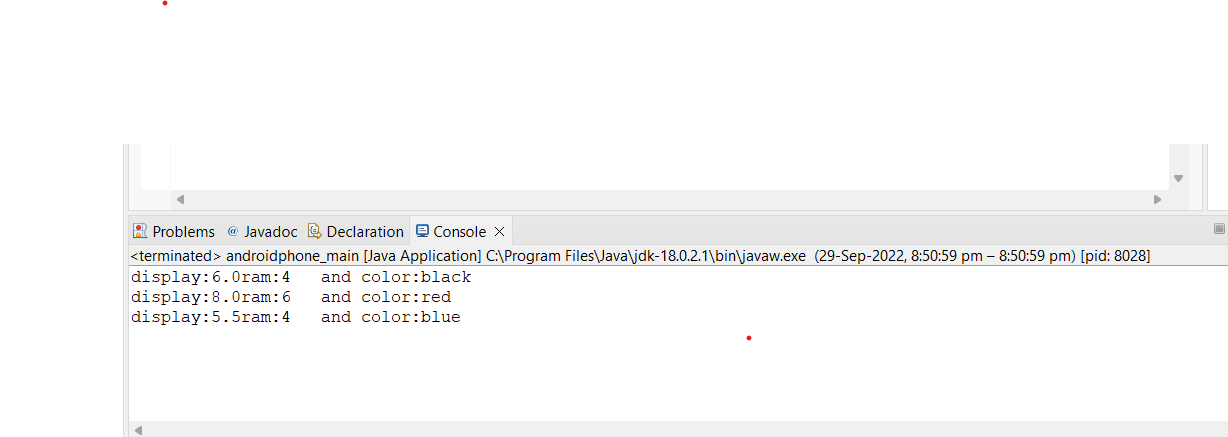 Problems @ Javadoc Declaration Console
<terminated> androidphone_main [Java Application] C:\Program Files\Java\jdk-18.0.2.1\bin\javaw.exe (29-Sep-2022, 8:50:59 pm – 8:50:59 pm) [pid: 8028]
display:6.0ram:4   and color:black
display:8.0ram:6   and color:red
display:5.5ram:4   and color:blue